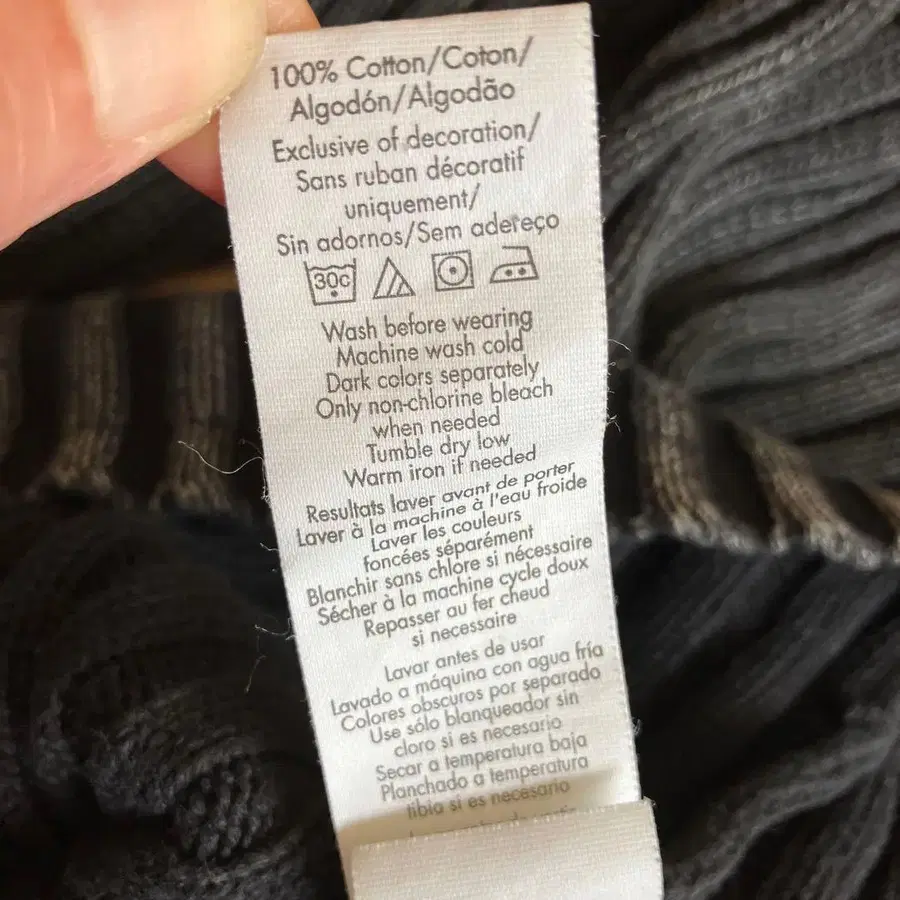 100% Cotton/Coton/
Algodón/Algodão
Exclusive of decoration/
Sans ruban décoratif
uniquement/
Sin adornos/Sem adereço
30c
Wash before wearing
Machine wash cold
Dark colors separately
Only non-chlorine bleach
when needed
Tumble dry low
Warm iron if needed
Resultats laver avant de porter
Laver à la machine à l'eau froide
Laver les couleurs
foncées séparément
Blanchir sans chlore si nécessaire
Sécher à la machine cycle doux
Repasser au fer cheud
si necessaire
Lavar antes de usar
Lavado a máquina con agua fría
Colores obscuros por separado
Use sólo blanqueador sin
cloro si es necesario
Secar a temperatura baja
Planchado a temperatura
tibia si es necesario